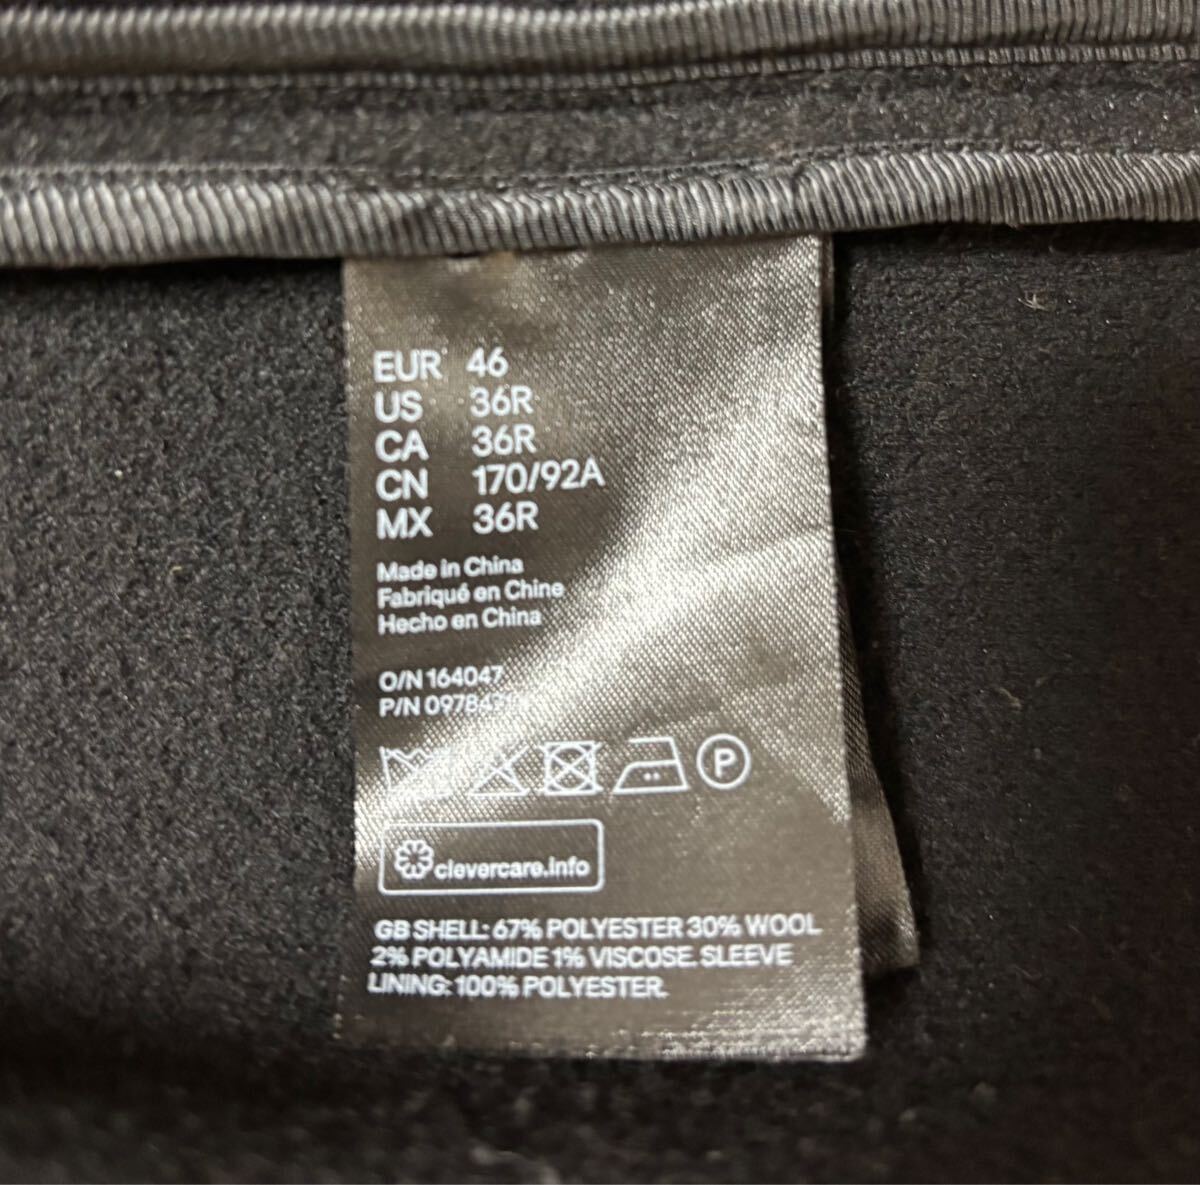 EUR 46
US 36R
CA 36R
CN 170/92A
MX 36R
Made in China
Fabriqué en Chine
Hecho en China
O/N 164047
P/N
P
clevercare.info
GB SHELL: 67% POLYESTER 30% WOOL
2% POLYAMIDE 1% VISCOSE. SLEEVE
LINING: 100% POLYESTER.